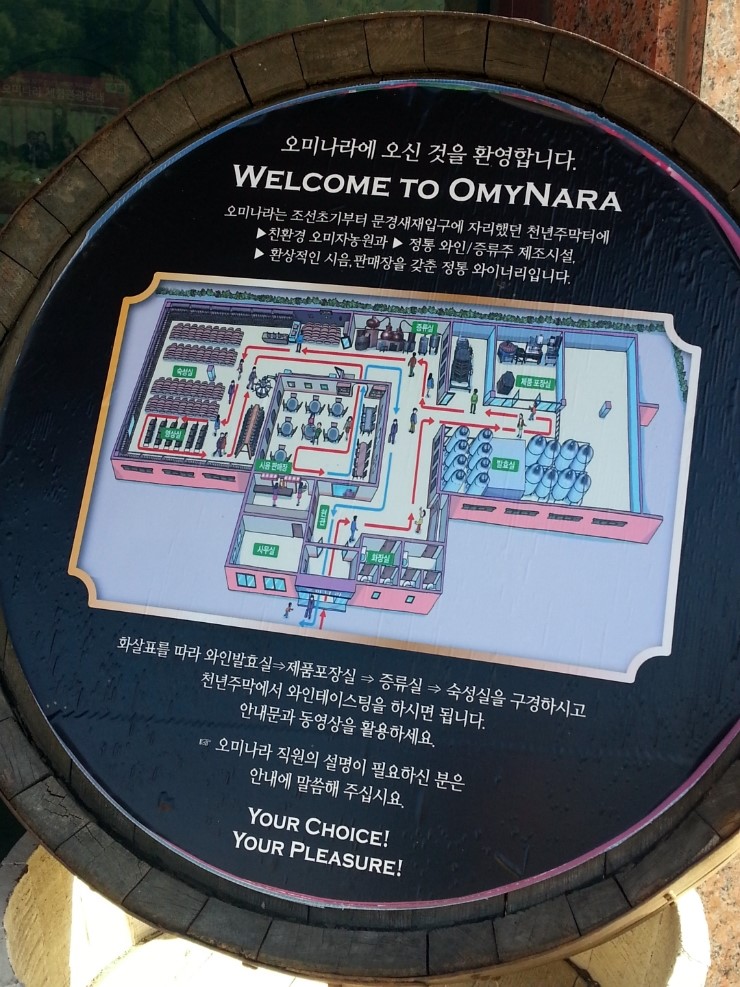 오미나라에 오신 것을 환영합니다.
WELCOME TO OMYNARA
오미나라는 조선초기부터 문경새재입구에 자리했던 천년주막터에
▶친환경 오미자농원과 ▶ 정통 와인/증류주 제조시설,
▶ 환상적인 시음,판매장을 갖춘 정통 와이너리입니다.
증류실
숙성실
제품 포장실
영상실
시음 판매장
발효실
전시관
사무실
화장실
화살표를 따라 와인발효실⇒제품포장실 ⇒ 증류실 ⇒ 숙성실을 구경하시고
천년주막에서 와인테이스팅을 하시면 됩니다.
안내문과 동영상을 활용하세요.
☞ 오미나라 직원의 설명이 필요하신 분은
안내에 말씀해 주십시요.
YOUR CHOICE!
YOUR PLEASURE!